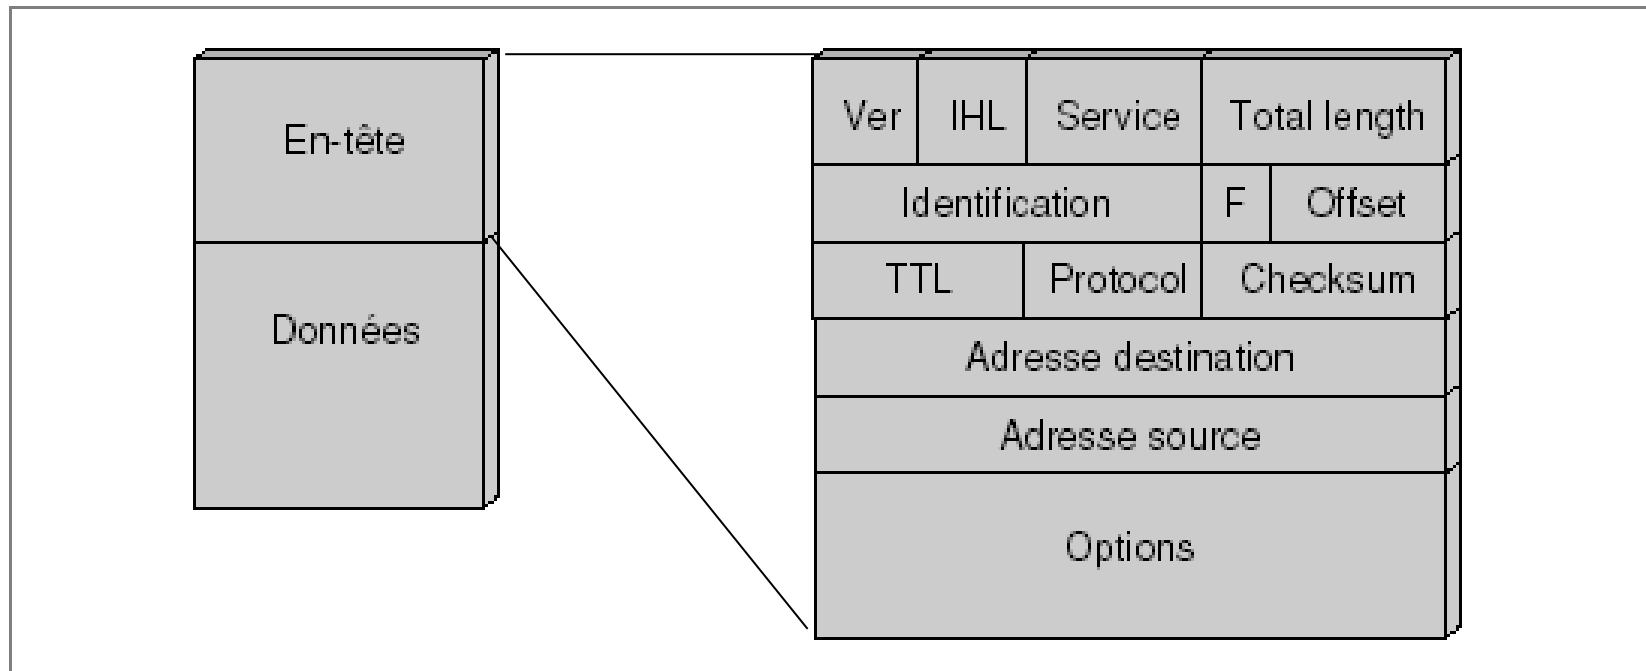 En-tête
Données
Ver IHL Service Total length
Identification F Offset
TTL Protocol Checksum
Adresse destination
Adresse source
Options